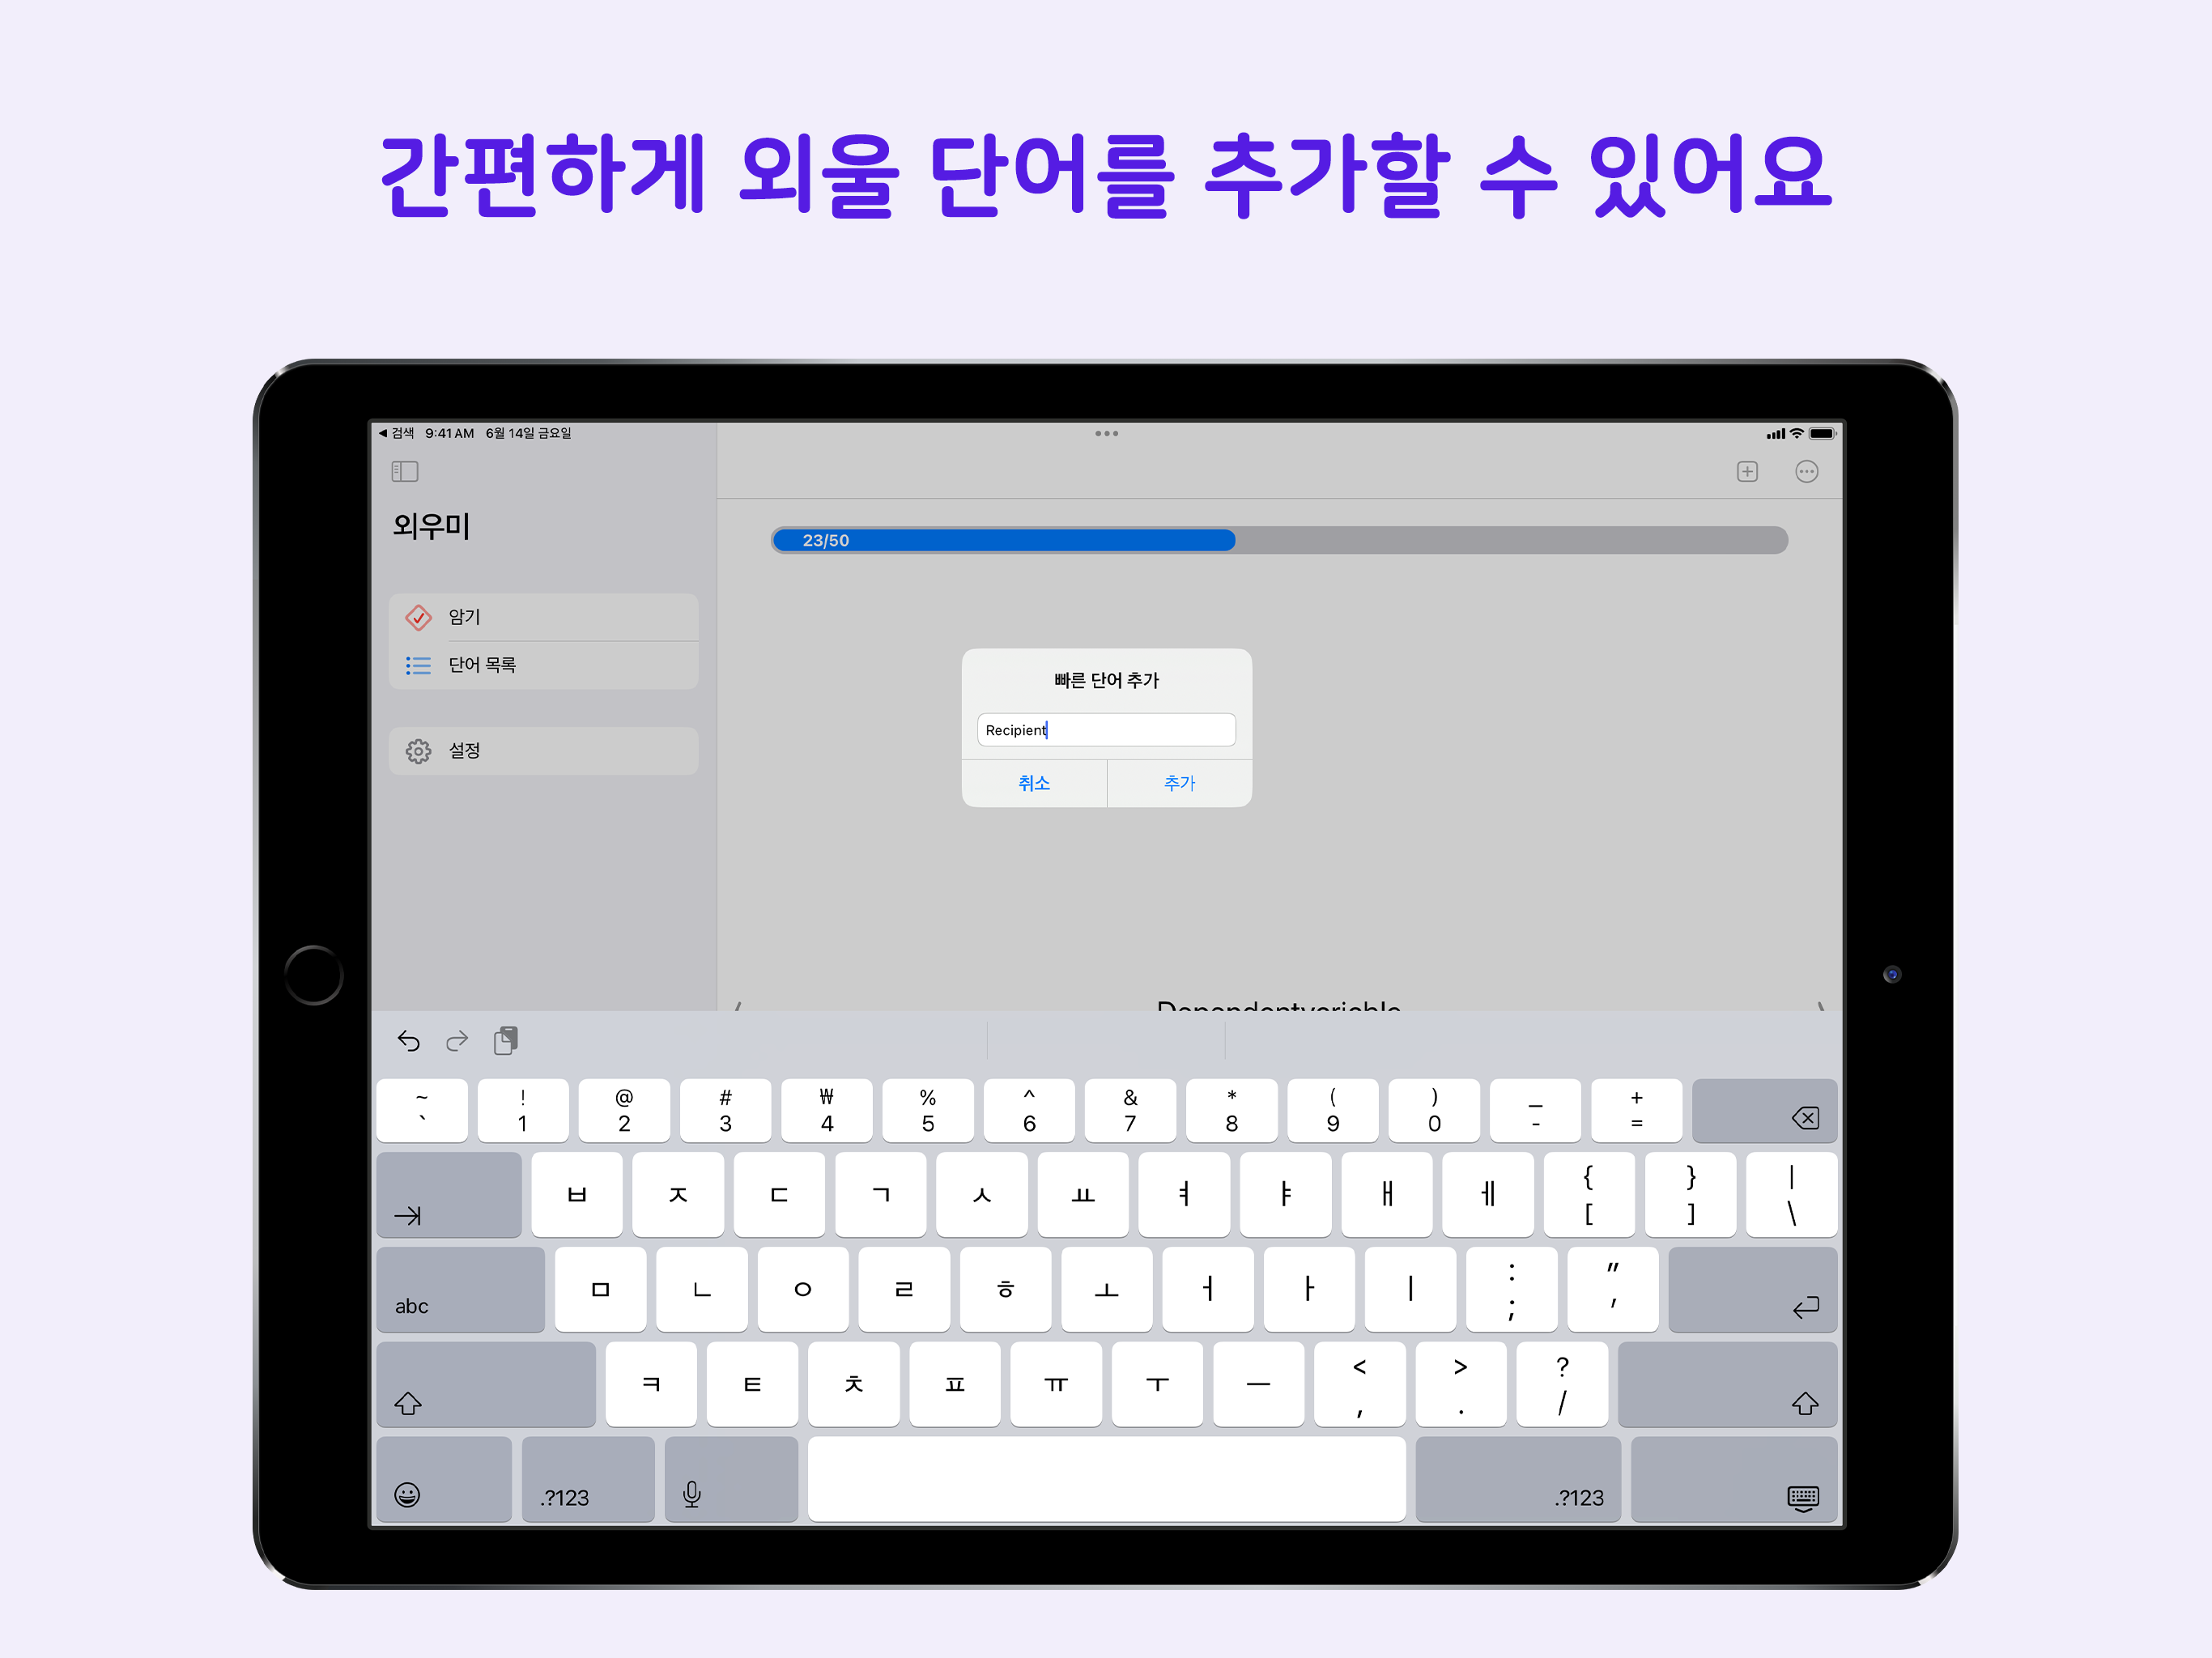 간편하게 외울 단어를 추가할 수 있어요
◀ 검색 9:41 AM 6월 14일 금요일
외우미
23/50
암기
단어 목록
설정
빠른 단어 추가
Recipient
취소 추가
~ ! @ # ₩ % ^ & * ( ) _ +
` 1 2 3 4 5 6 7 8 9 0 - =
ㅂ ㅈ ㄷ ㄱ ㅅ ㅛ ㅕ ㅑ ㅐ ㅔ { } |
[ ] \
abc ㅁ ㄴ ㅇ ㄹ ㅎ ㅗ ㅓ ㅏ ㅣ : "
; '
ㅋ ㅌ ㅊ ㅍ ㅠ ㅜ ㅡ < > ?
, . /
.?123 .?123